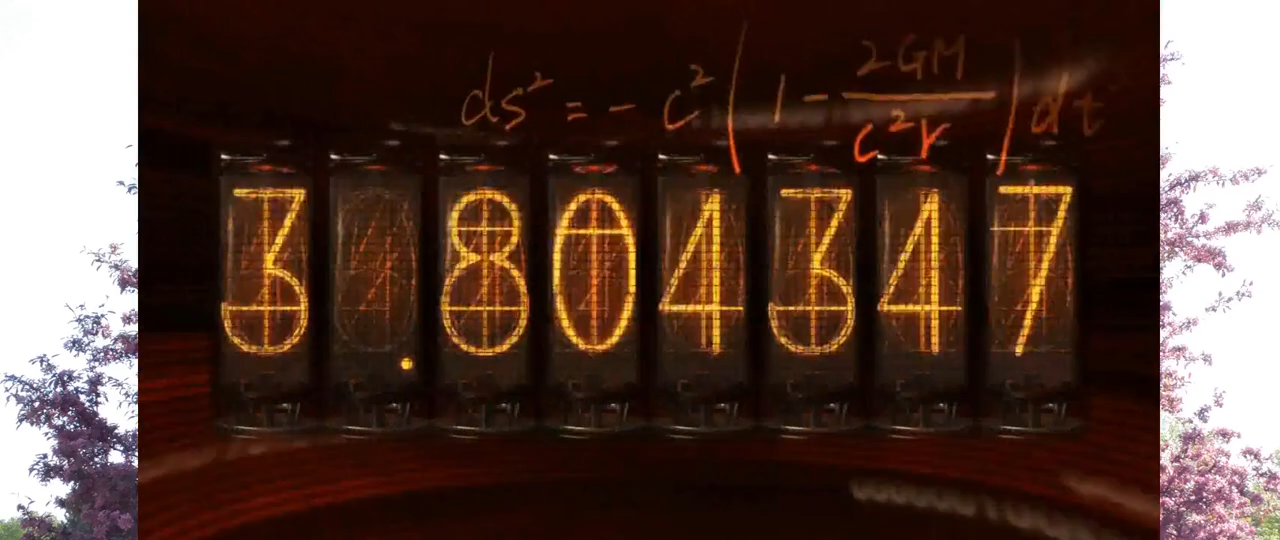 ds² = - c² (1 - 2GM / c²r) dt
3.804347